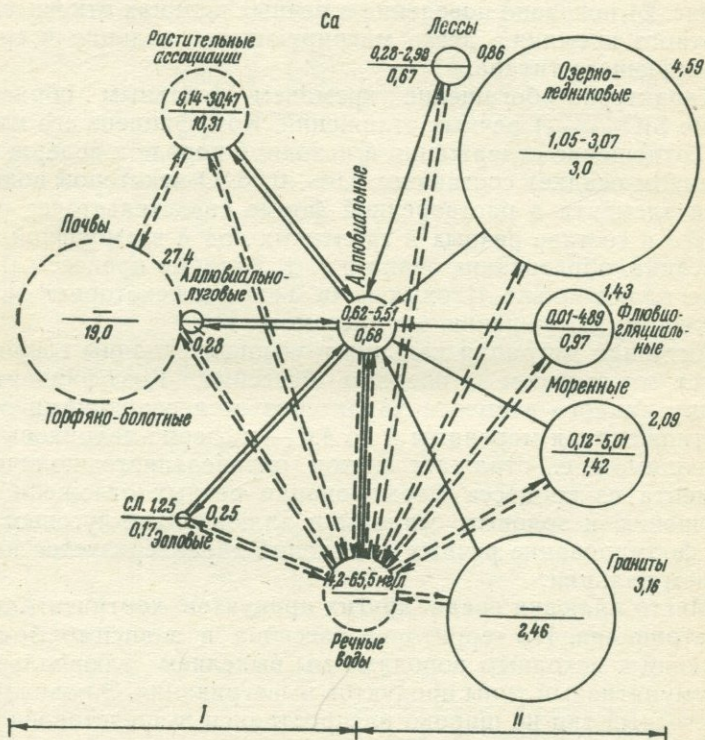 Ca
Лессы
0,28-2,98
0,67
0,86
Растительные
ассоциации
9,14-30,47
10,31
Озерно-
ледниковые
4,59
1,05-3,07
3,0
Почвы
27,4
Аллювиально-
луговые
19,0
0,28
Торфяно-болотные
Аллювиальные
0,62-5,51
0,68
1,43
0,01-4,89
0,97
Флювио-
гляциаль-
ные
Моренные
2,09
0,12-5,01
1,42
СЛ. 1,25
0,17
0,25
Эоловые
Граниты
3,16
2,46
14,2-65,5 мг/л
Речные
воды
I
II